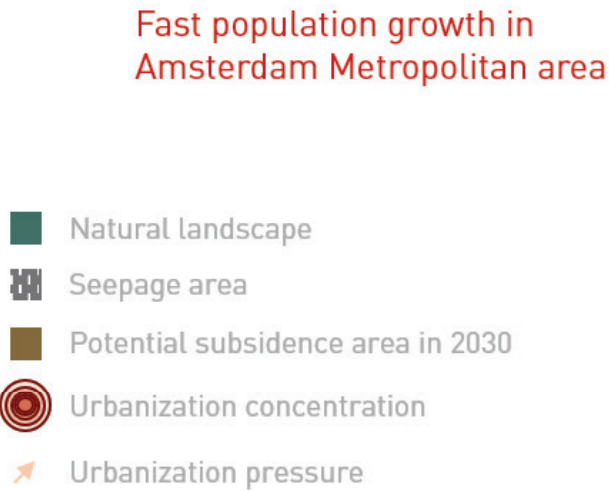 Fast population growth in
Amsterdam Metropolitan area
Natural landscape
Seepage area
Potential subsidence area in 2030
Urbanization concentration
Urbanization pressure